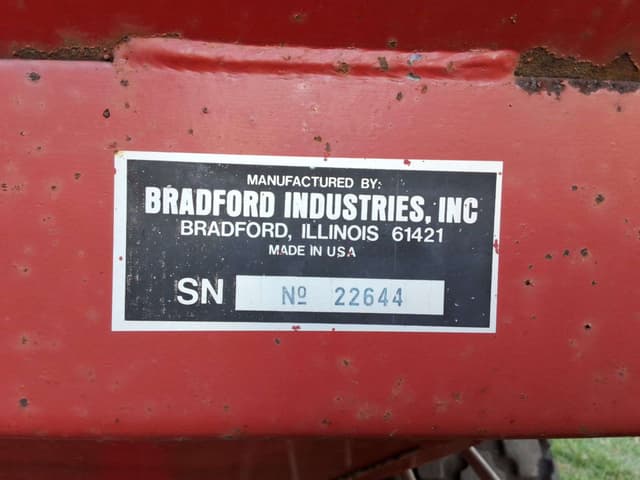 MANUFACTURED BY:
BRADFORD INDUSTRIES, INC
BRADFORD, ILLINOIS 61421
MADE IN USA
SN Nº 22644